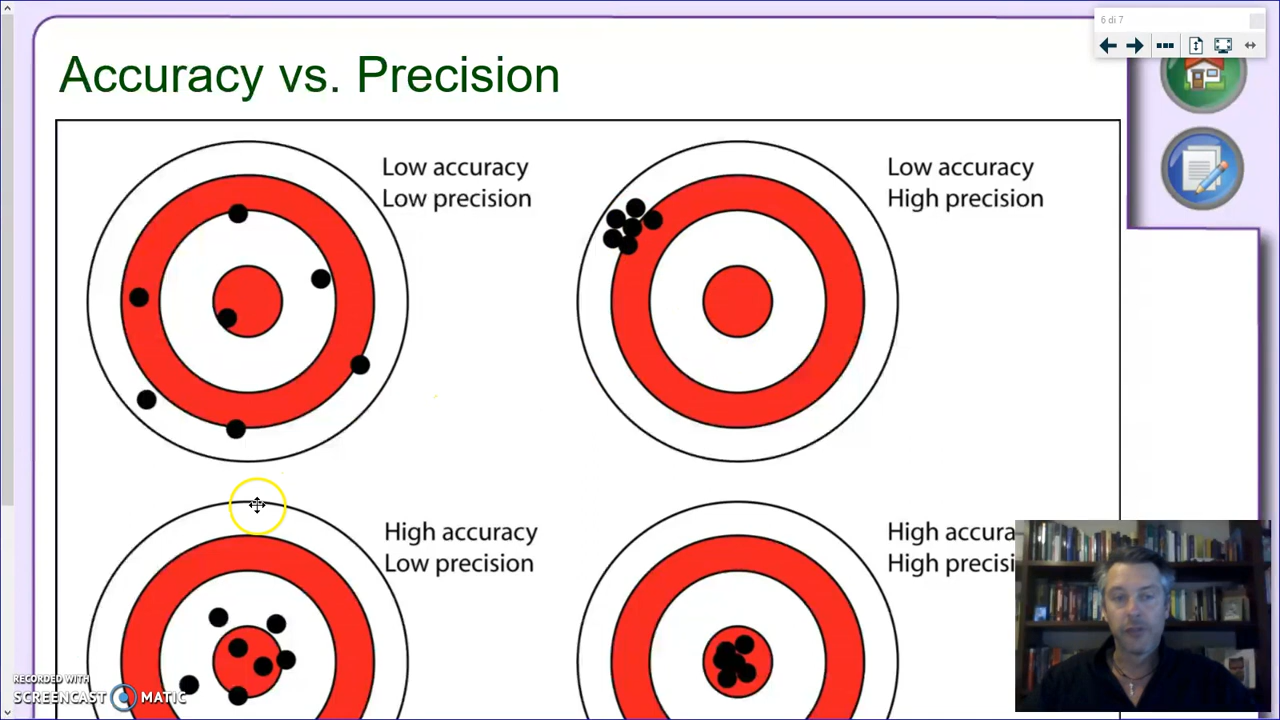 6 di 7
Accuracy vs. Precision
Low accuracy
Low precision
Low accuracy
High precision
High accuracy
Low precision
High accura
High precisi
RECORDED WITH
SCREENCAST MATIC